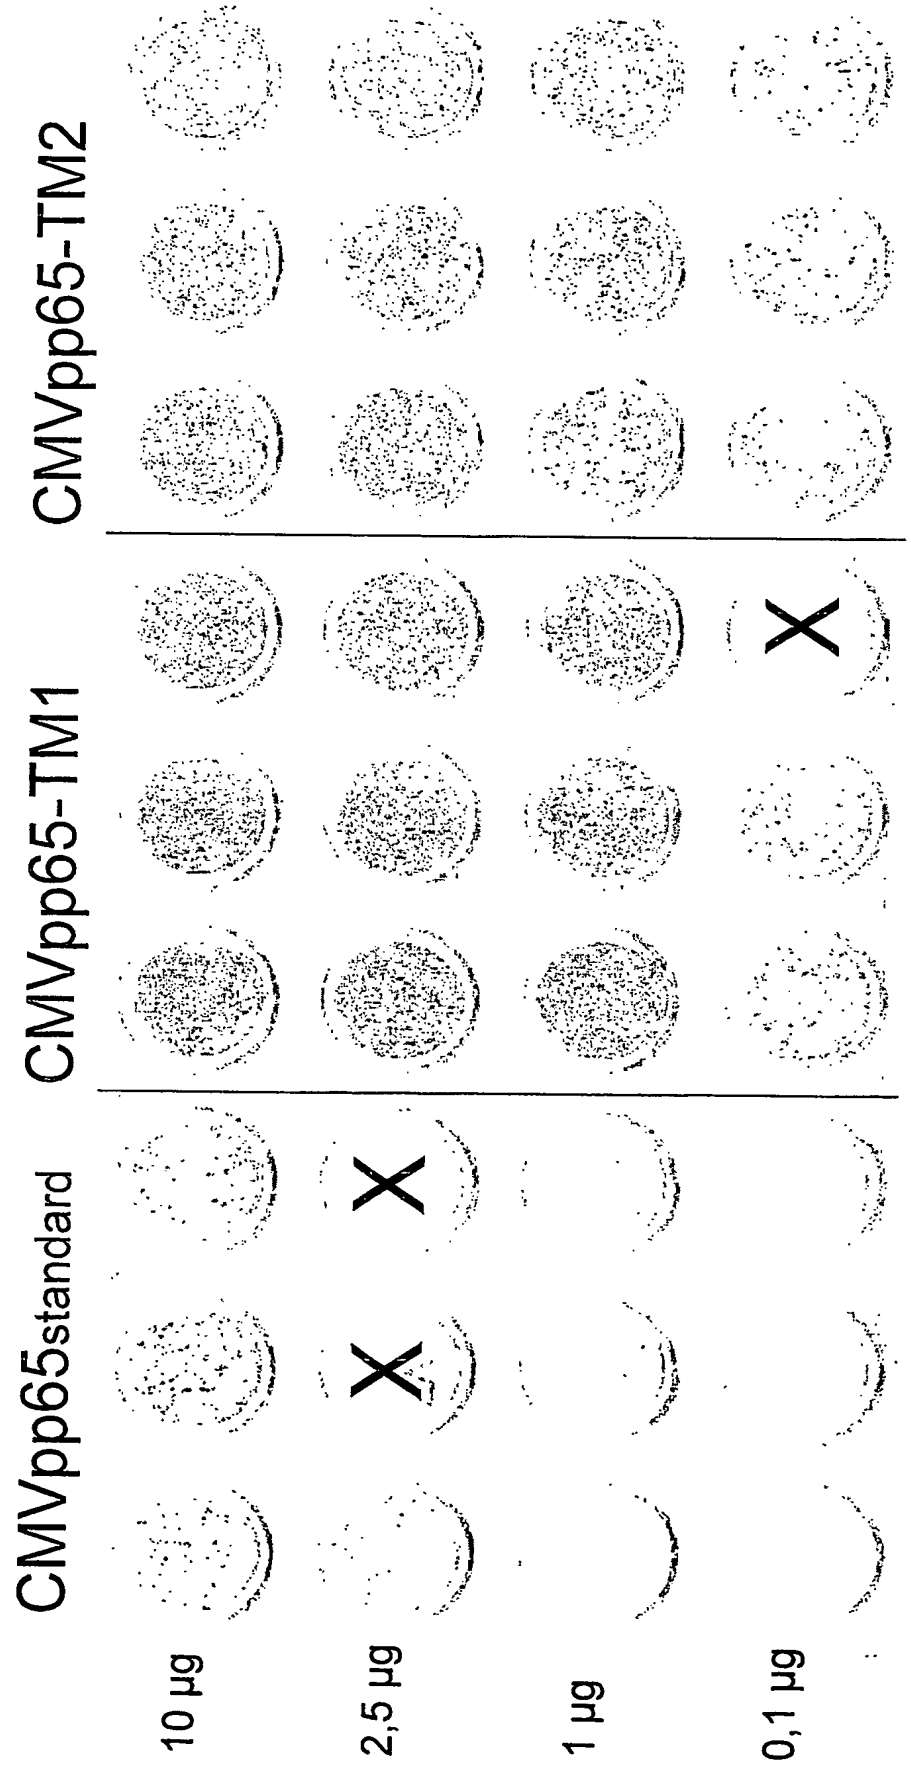 CMVpp65standard
CMVpp65-TM1
CMVpp65-TM2
10 µg
X
X
2,5 µg
1 µg
0,1 µg
X